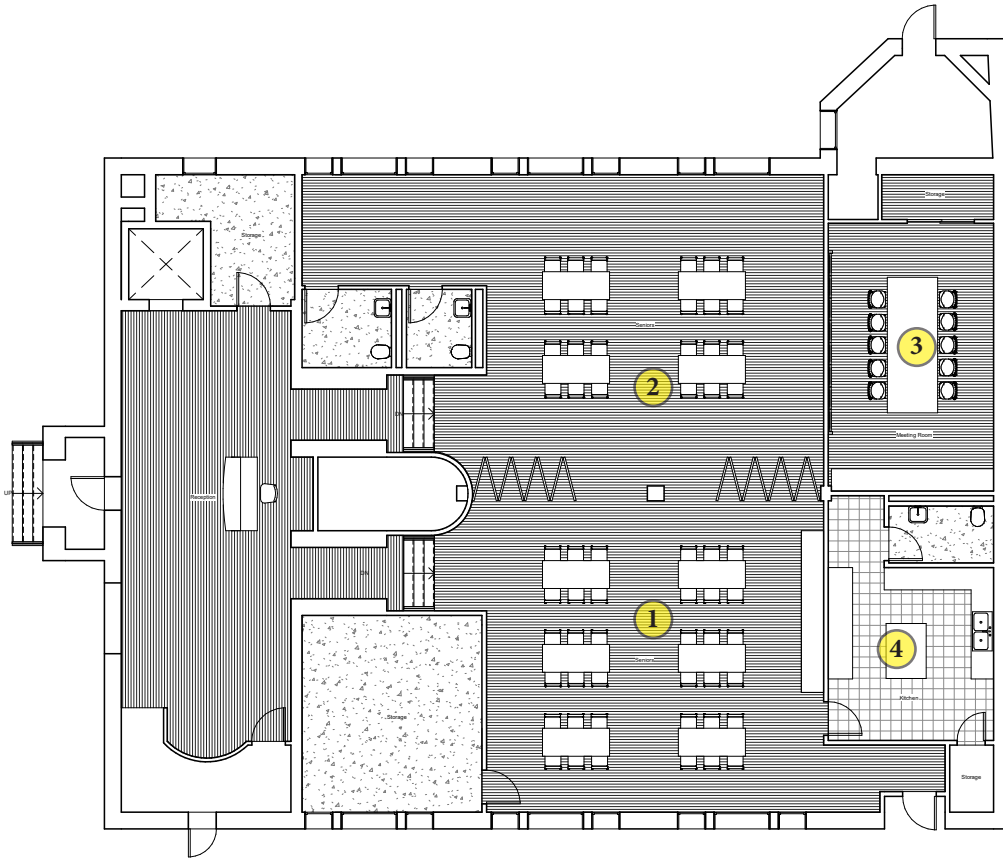 Storage
Storage
Seniors
3
2
DN
Meeting Room
UP
Reception
DN
1
Seniors
4
Kitchen
Storage
Storage